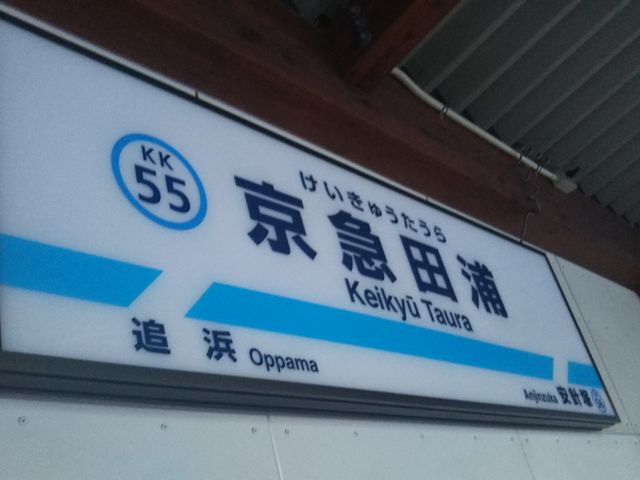 KK
55
けいきゅうたうら
京急田浦
Keikyū Taura
追浜 Oppama
Anjinzuka 安針塚